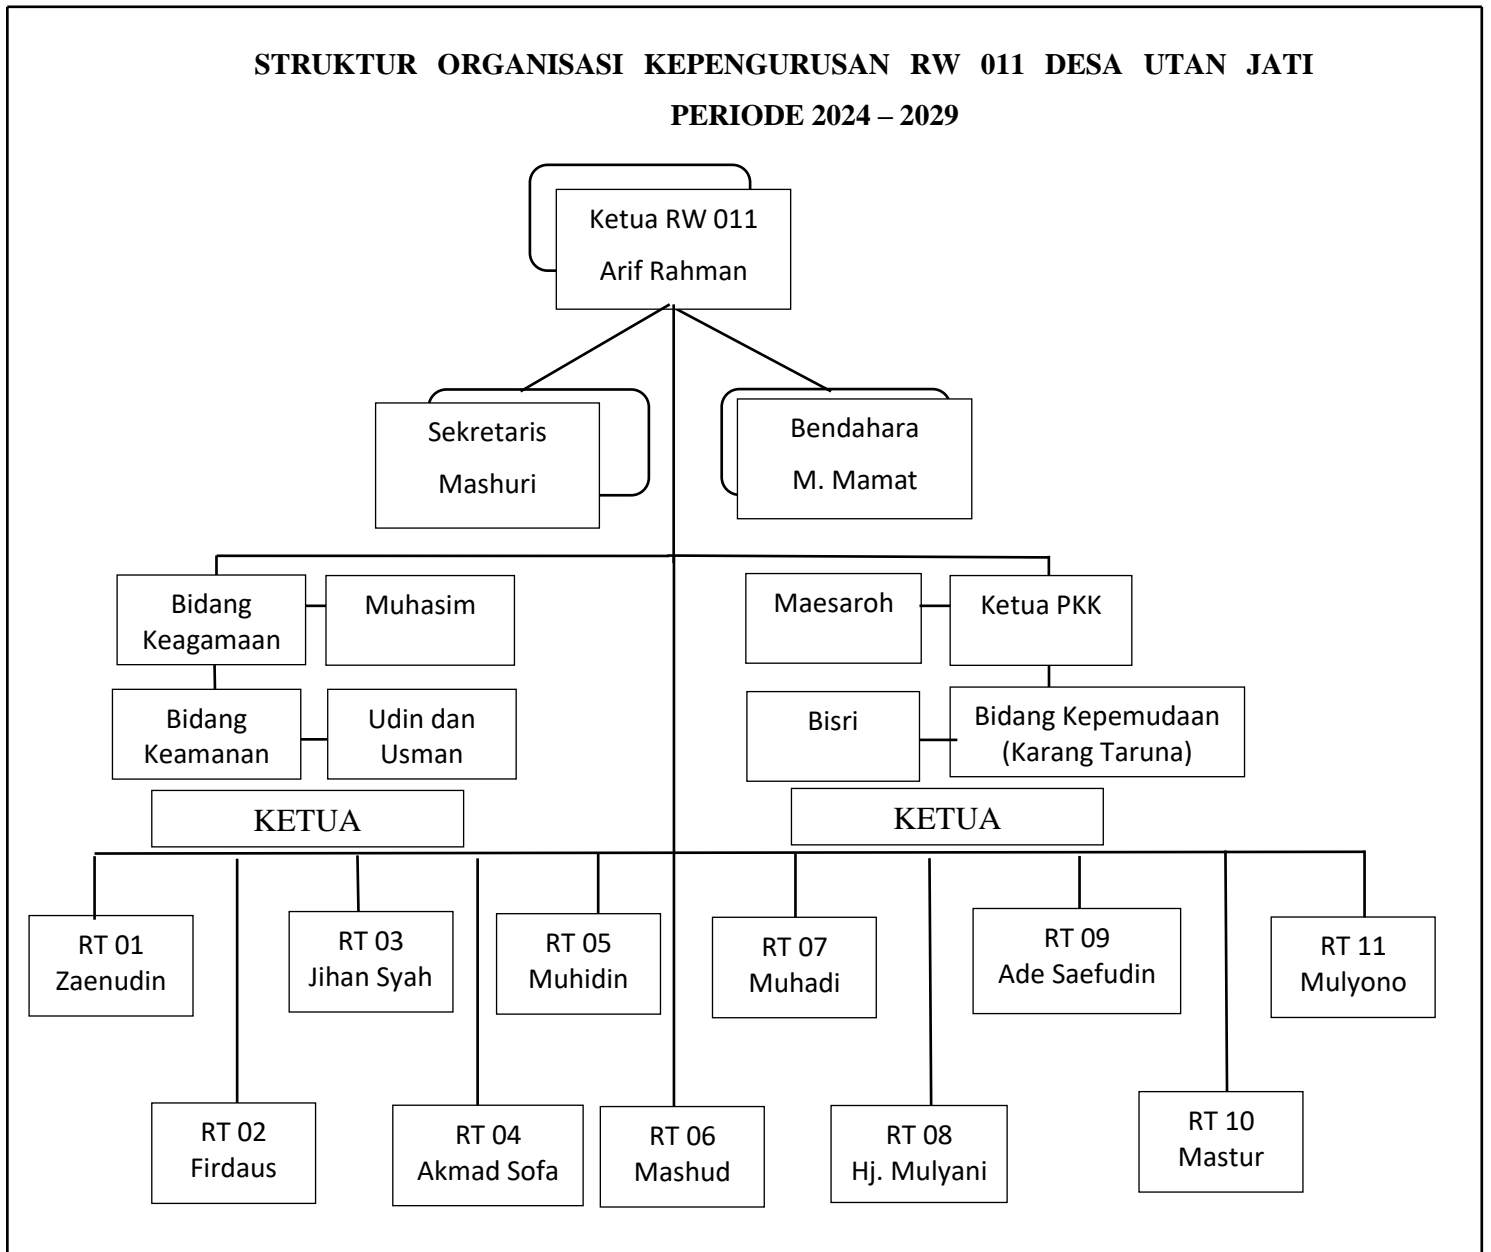 STRUKTUR ORGANISASI KEPENGURUSAN RW 011 DESA UTAN JATI
PERIODE 2024 – 2029
Ketua RW 011
Arif Rahman
Sekretaris
Mashuri
Bendahara
M. Mamat
Bidang
Keagamaan
Muhasim
Maesaroh
Ketua PKK
Bidang
Keamanan
Udin dan
Usman
Bisri
Bidang Kepemudaan
(Karang Taruna)
KETUA
KETUA
RT 01
Zaenudin
RT 02
Firdaus
RT 03
Jihan Syah
RT 04
Akmad Sofa
RT 05
Muhidin
RT 06
Mashud
RT 07
Muhadi
RT 08
Hj. Mulyani
RT 09
Ade Saefudin
RT 10
Mastur
RT 11
Mulyono